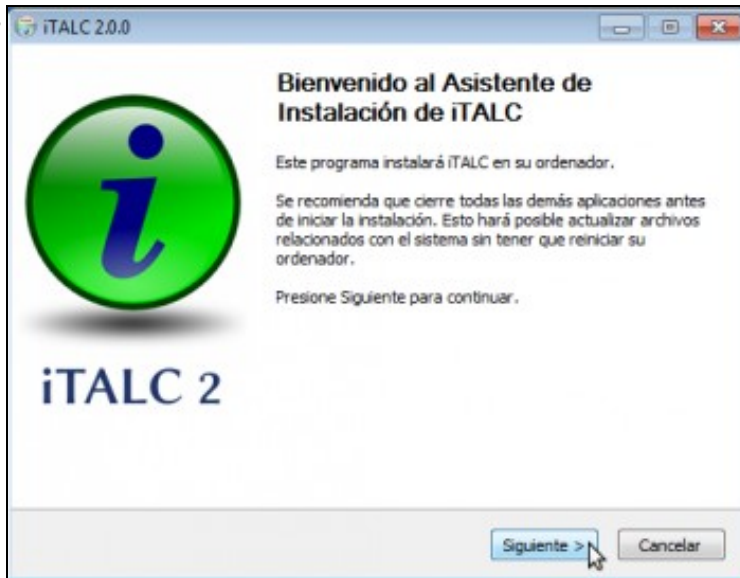 iTALC 2.0.0
Bienvenido al Asistente de
Instalación de iTALC
Este programa instalará iTALC en su ordenador.
Se recomienda que cierre todas las demás aplicaciones antes
de iniciar la instalación. Esto hará posible actualizar archivos
relacionados con el sistema sin tener que reiniciar su
ordenador.
Presione Siguiente para continuar.
iTALC 2
Siguiente >
Cancelar